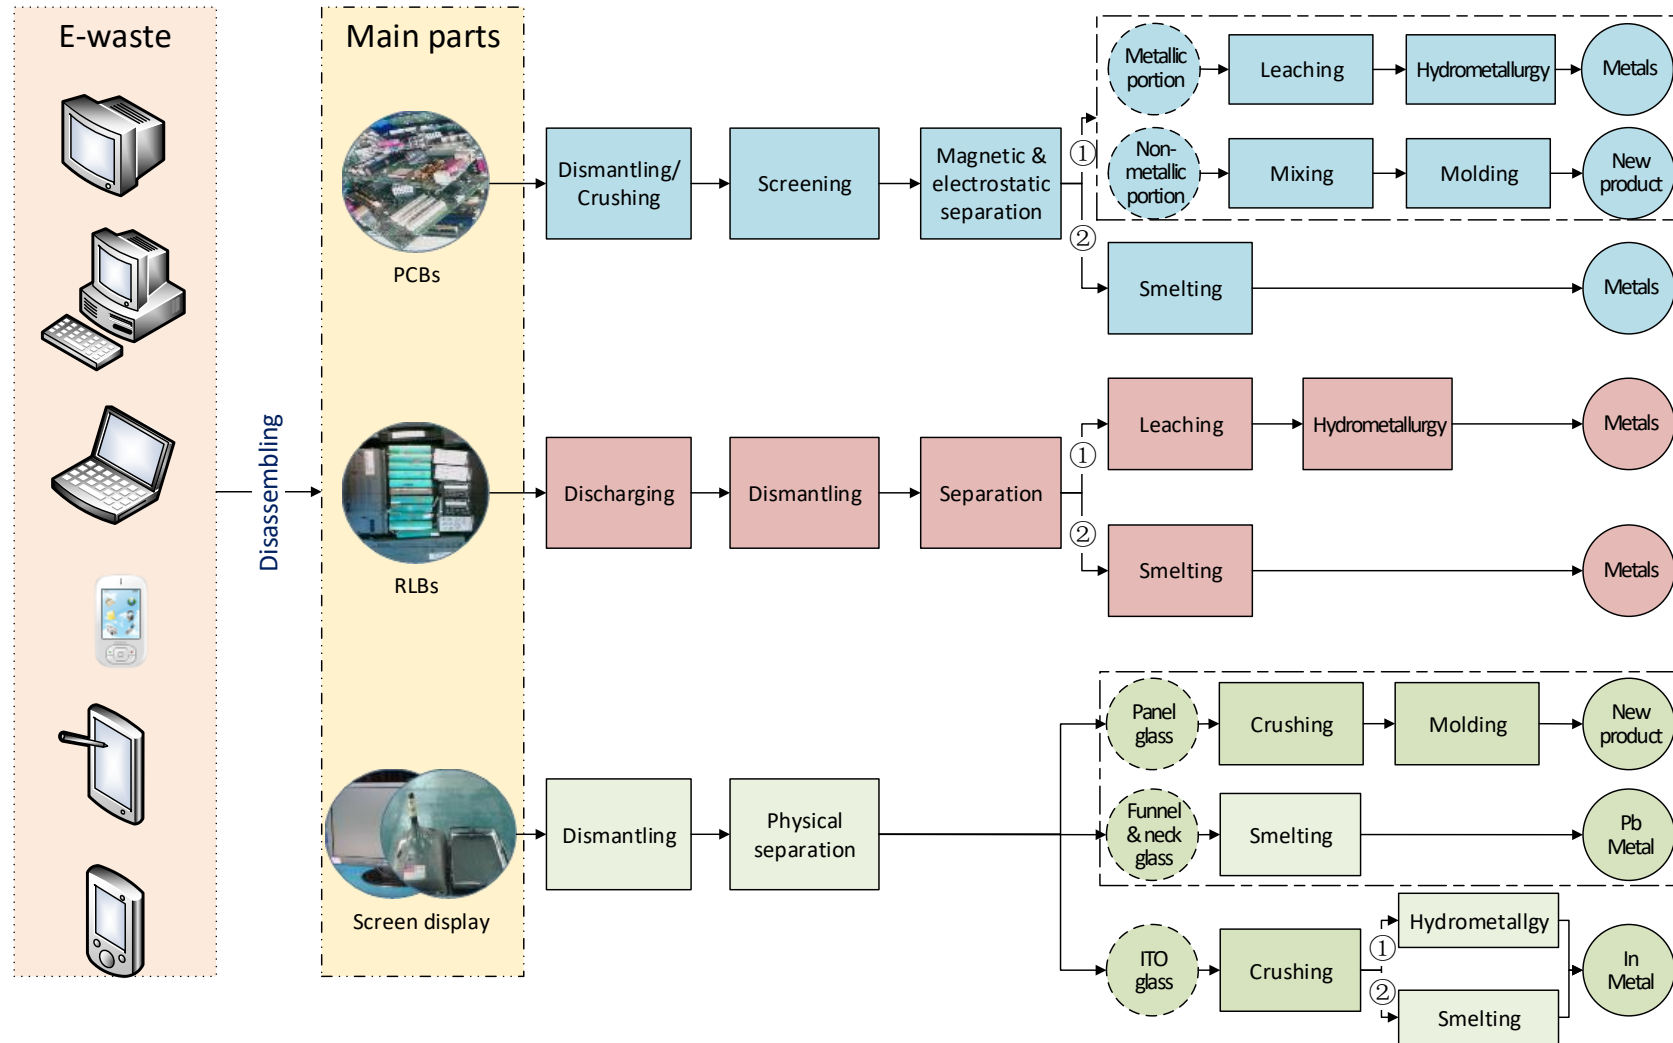 E-waste
Main parts
Disassembling
PCBs
Dismantling/
Crushing
Screening
Magnetic &
electrostatic
separation
①
Metallic
portion
Leaching
Hydrometallurgy
Metals
Non-
metallic
portion
Mixing
Molding
New
product
②
Smelting
Metals
RLBs
Discharging
Dismantling
Separation
①
Leaching
Hydrometallurgy
Metals
②
Smelting
Metals
Screen display
Dismantling
Physical
separation
Panel
glass
Crushing
Molding
New
product
Funnel
& neck
glass
Smelting
Pb
Metal
ITO
glass
Crushing
①
Hydrometallgy
②
Smelting
In
Metal